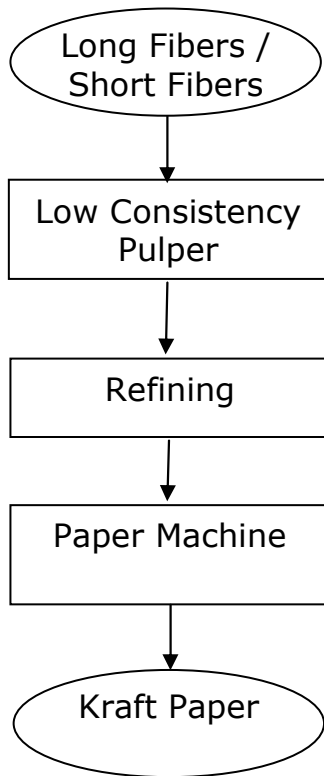 Long Fibers /
Short Fibers
Low Consistency
Pulper
Refining
Paper Machine
Kraft Paper